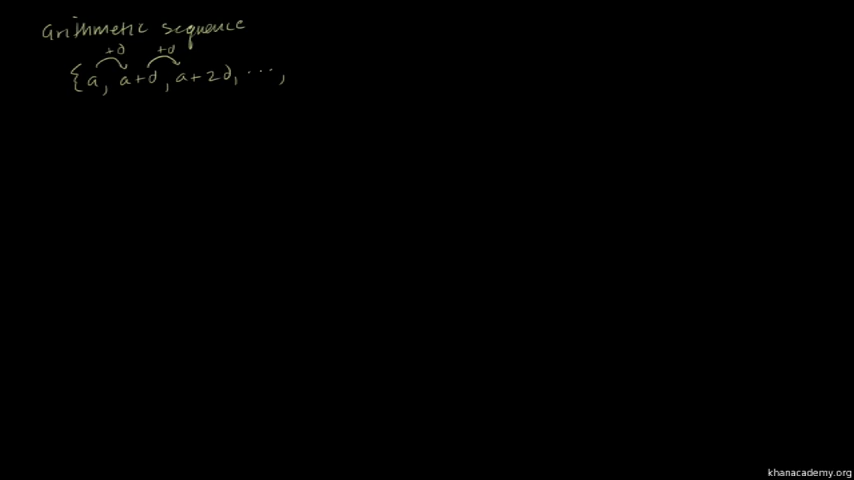 arithmetic sequence
+d +d
{a, a+d, a+2d, ...,
khanacademy.org